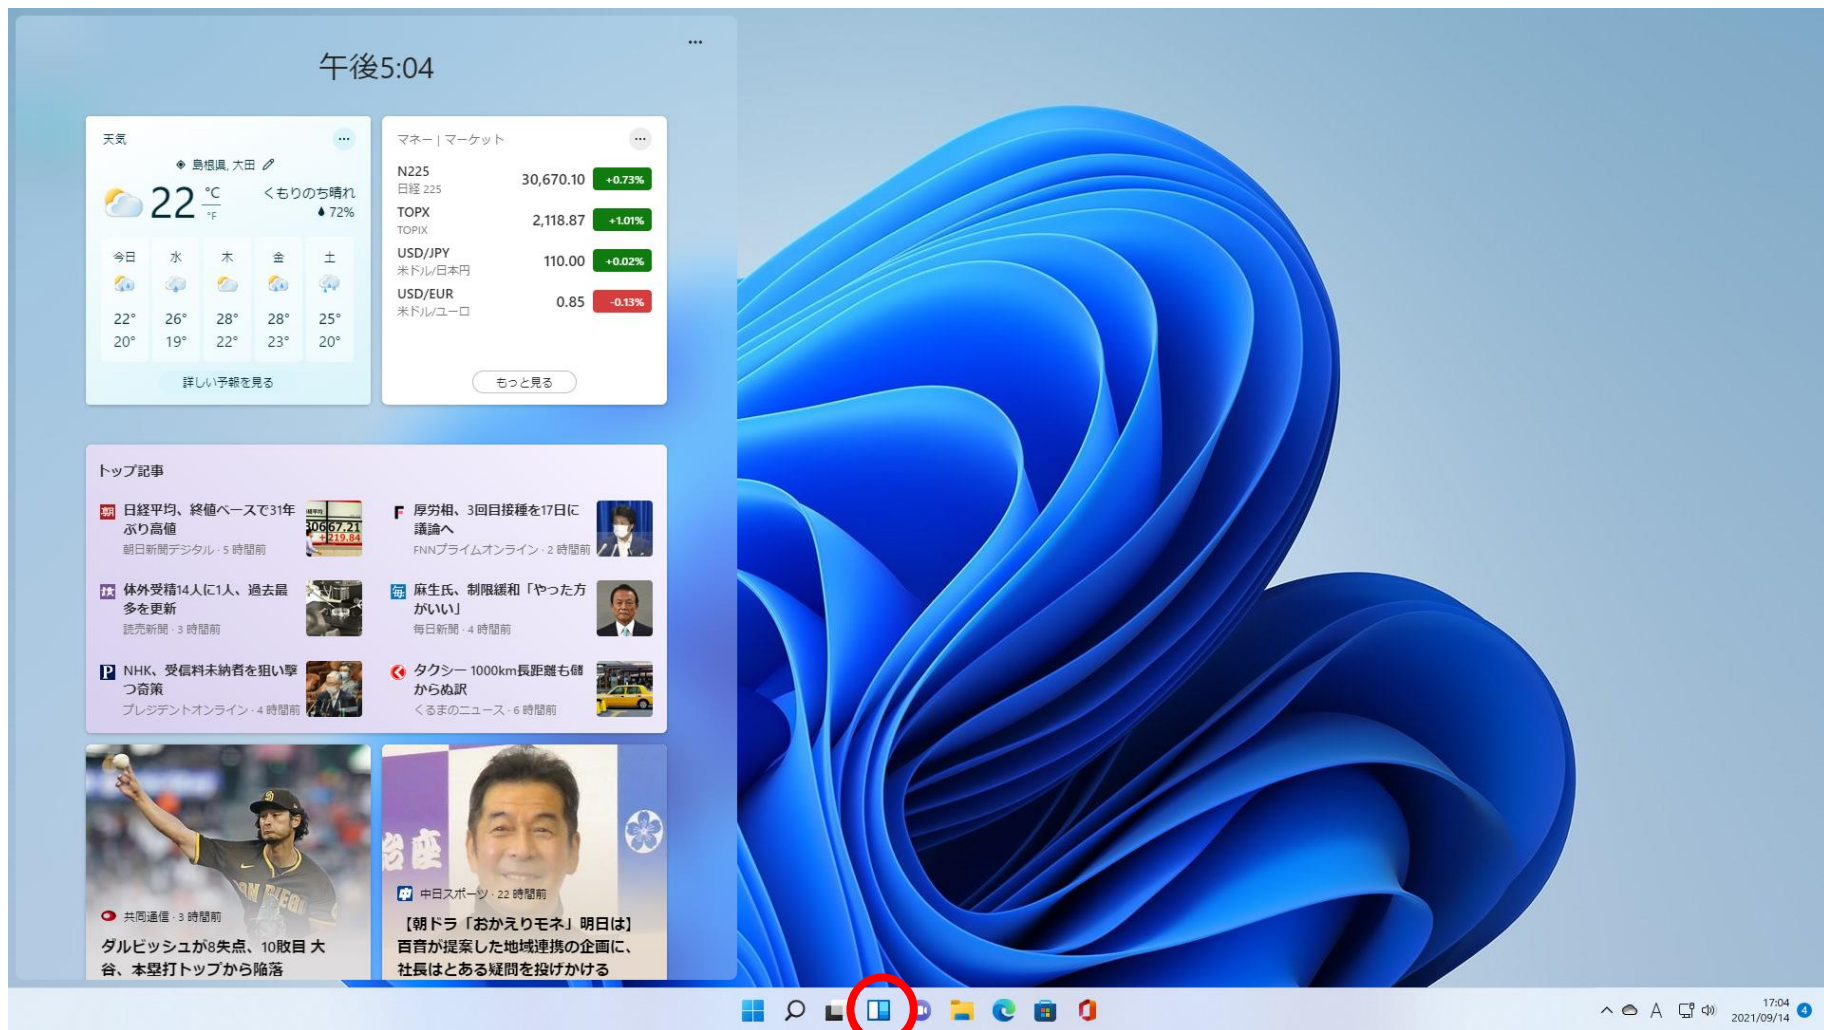 午後5:04
天気
島根県, 大田
22 °C
°F
くもりのち晴れ
72%
今日 水 木 金 土
22° 26° 28° 28° 25°
20° 19° 22° 23° 20°
詳しい予報を見る
マネー | マーケット
N225 30,670.10 +0.73%
日経 225
TOPX 2,118.87 +1.01%
TOPIX
USD/JPY 110.00 +0.02%
米ドル/日本円
USD/EUR 0.85 -0.13%
米ドル/ユーロ
もっと見る
トップ記事
朝 日経平均、終値ベースで31年
ぶり高値
朝日新聞デジタル · 5 時間前
30667.21
+219.84
F 厚労相、3回目接種を17日に
議論へ
FNNプライムオンライン · 2 時間前
体外受精14人に1人、過去最
多を更新
読売新聞 · 3 時間前
毎 麻生氏、制限緩和「やった方
がいい」
毎日新聞 · 4 時間前
P NHK、受信料未納者を狙い撃
つ奇策
プレジデントオンライン · 4 時間前
タクシー 1000km長距離も儲
からぬ訳
くるまのニュース · 6 時間前
共同通信 · 3 時間前
ダルビッシュが8失点、10敗目 大
谷、本塁打トップから陥落
中 中日スポーツ · 22 時間前
【朝ドラ「おかえりモネ」明日は】
百音が提案した地域連携の企画に、
社長はとある疑問を投げかける
A
17:04
2021/09/14
4